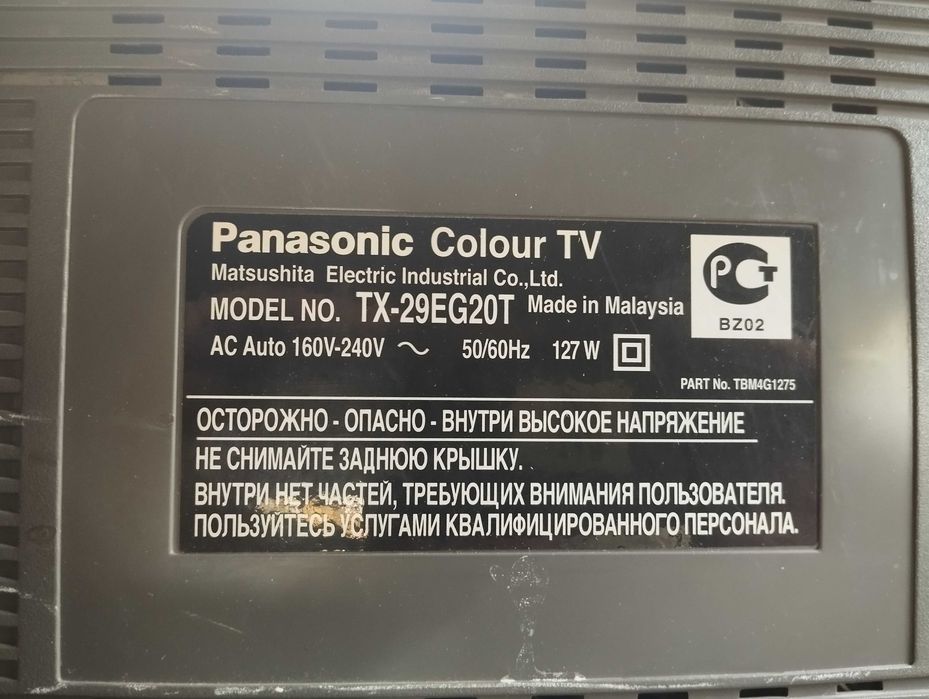 Panasonic Colour TV
Matsushita Electric Industrial Co.,Ltd.
MODEL NO. TX-29EG20T Made in Malaysia
РСТ
BZ02
AC Auto 160V-240V ~ 50/60Hz 127 W
PART No. TBM4G1275
ОСТОРОЖНО - ОПАСНО - ВНУТРИ ВЫСОКОЕ НАПРЯЖЕНИЕ
НЕ СНИМАЙТЕ ЗАДНЮЮ КРЫШКУ.
ВНУТРИ НЕТ ЧАСТЕЙ, ТРЕБУЮЩИХ ВНИМАНИЯ ПОЛЬЗОВАТЕЛЯ.
ПОЛЬЗУЙТЕСЬ УСЛУГАМИ КВАЛИФИЦИРОВАННОГО ПЕРСОНАЛА.